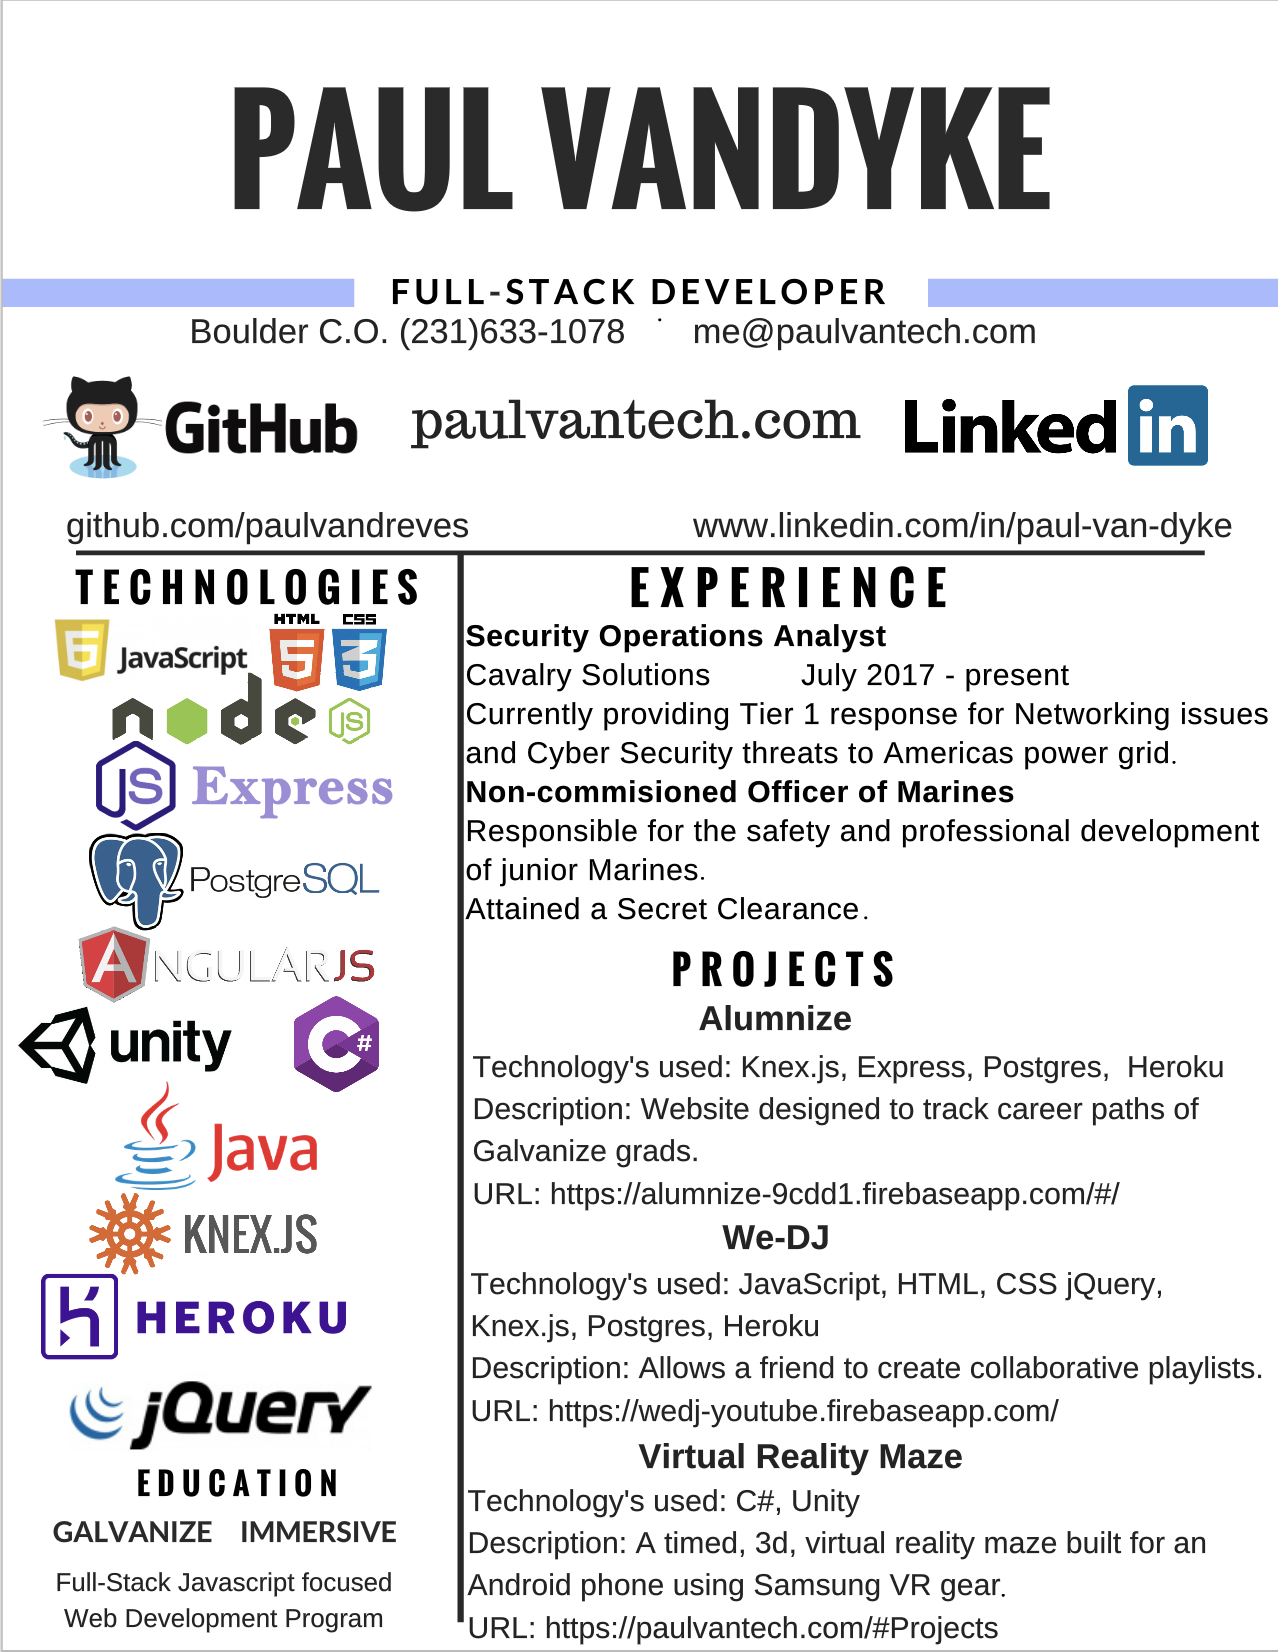 PAUL VANDYKE
FULL-STACK DEVELOPER
Boulder C.O. (231)633-1078 me@paulvantech.com
GitHub paulvantech.com Linked in
github.com/paulvandreves www.linkedin.com/in/paul-van-dyke
TECHNOLOGIES
HTML CSS
6 JavaScript 5 3
node JS
JS Express
PostgreSQL
ANGULARJS
unity C#
Java
KNEX.JS
h HEROKU
jQuery
EDUCATION
GALVANIZE IMMERSIVE
Full-Stack Javascript focused
Web Development Program
EXPERIENCE
Security Operations Analyst
Cavalry Solutions July 2017 - present
Currently providing Tier 1 response for Networking issues
and Cyber Security threats to Americas power grid.
Non-commisioned Officer of Marines
Responsible for the safety and professional development
of junior Marines.
Attained a Secret Clearance.
PROJECTS
Alumnize
Technology's used: Knex.js, Express, Postgres, Heroku
Description: Website designed to track career paths of
Galvanize grads.
URL: https://alumnize-9cdd1.firebaseapp.com/#/
We-DJ
Technology's used: JavaScript, HTML, CSS jQuery,
Knex.js, Postgres, Heroku
Description: Allows a friend to create collaborative playlists.
URL: https://wedj-youtube.firebaseapp.com/
Virtual Reality Maze
Technology's used: C#, Unity
Description: A timed, 3d, virtual reality maze built for an
Android phone using Samsung VR gear.
URL: https://paulvantech.com/#Projects